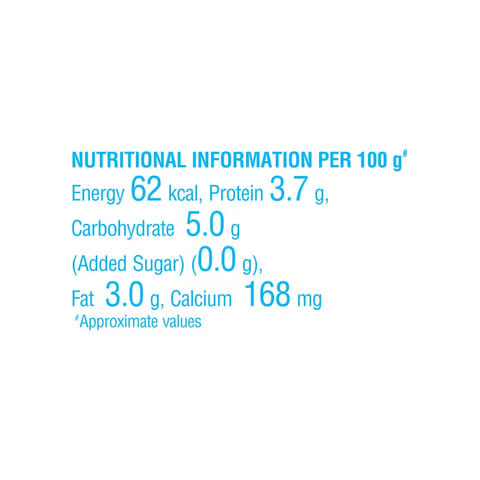 NUTRITIONAL INFORMATION PER 100 g#
Energy 62 kcal, Protein 3.7 g,
Carbohydrate 5.0 g
(Added Sugar) (0.0 g),
Fat 3.0 g, Calcium 168 mg
#Approximate values